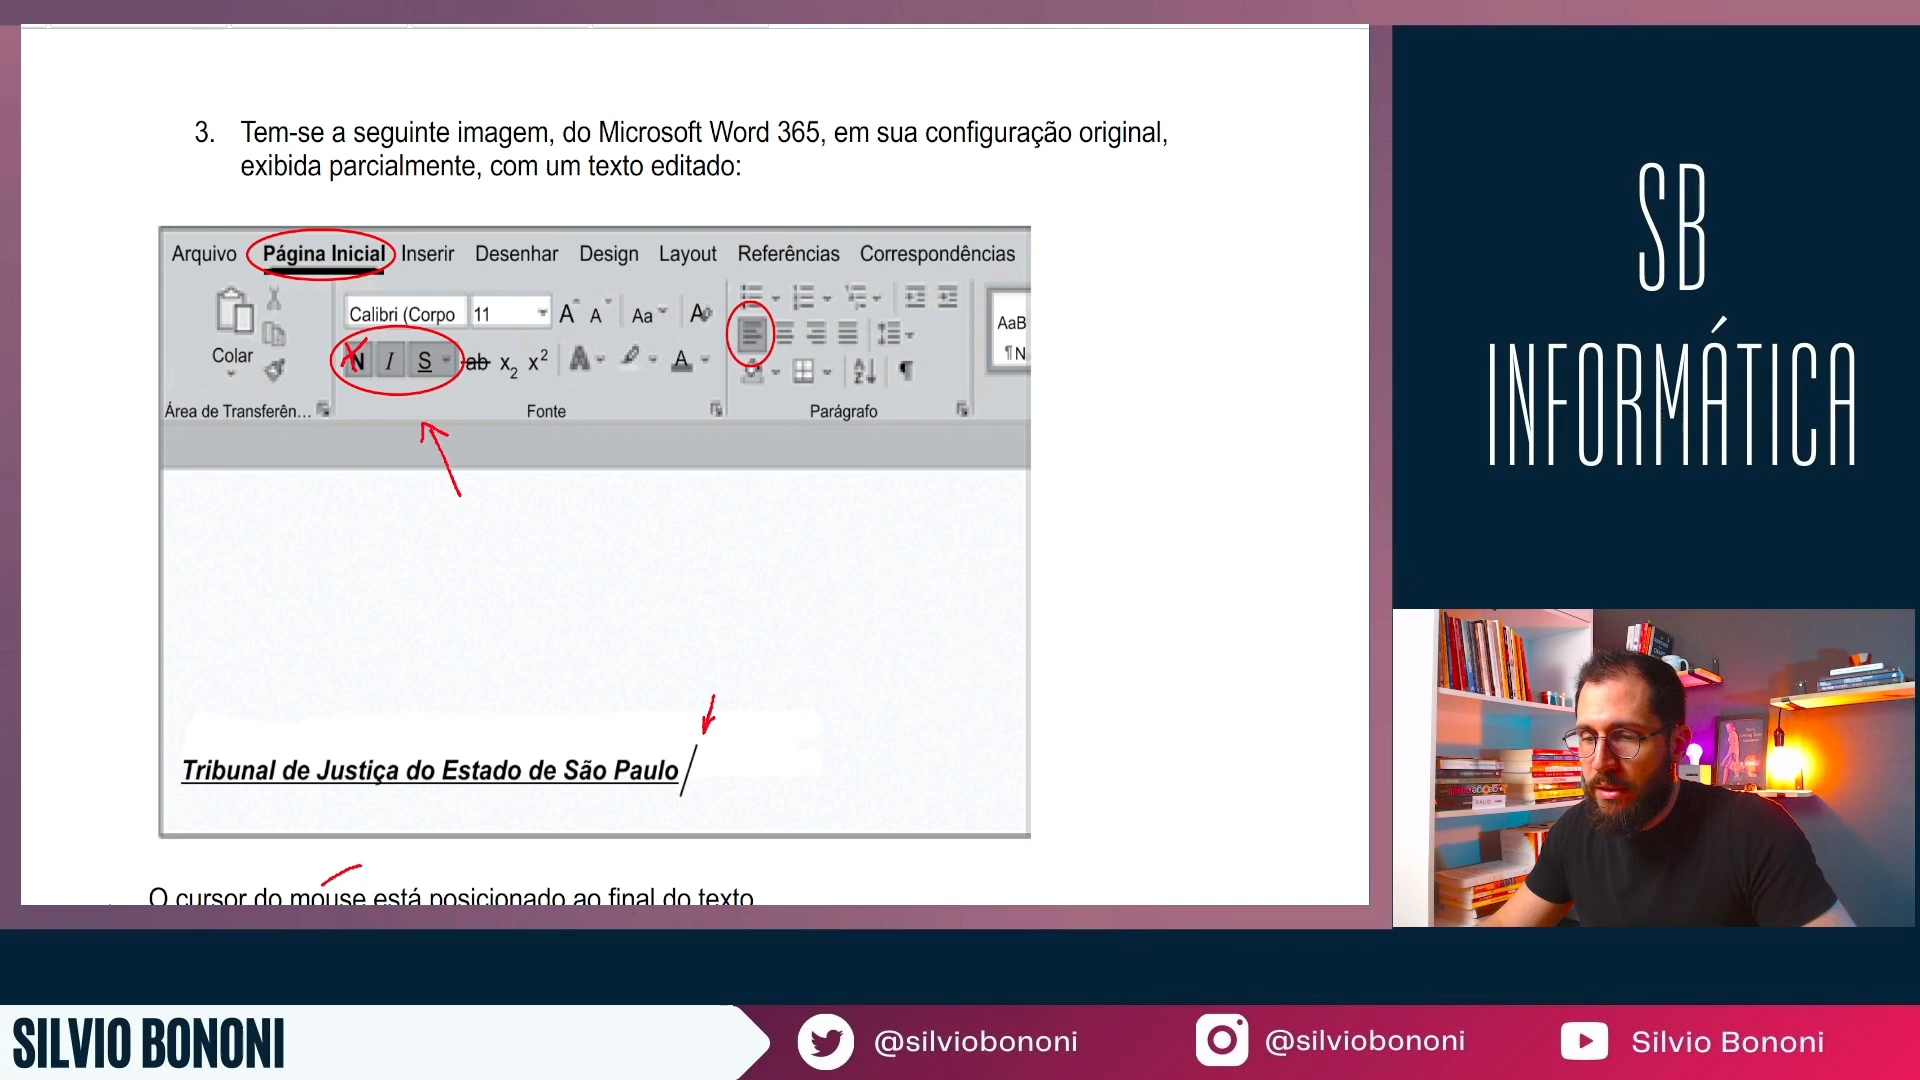 3. Tem-se a seguinte imagem, do Microsoft Word 365, em sua configuração original,
exibida parcialmente, com um texto editado:
Arquivo Página Inicial Inserir Desenhar Design Layout Referências Correspondências
Calibri (Corpo 11 A A Aa A
AaB
Colar N I S ab x2 x2 A A ¶
¶ N
Área de Transferên... Fonte Parágrafo
Tribunal de Justiça do Estado de São Paulo
O cursor do mouse está posicionado ao final do texto
SB
INFORMÁTICA
SILVIO BONONI
@silviobononi
@silviobononi
Silvio Bononi